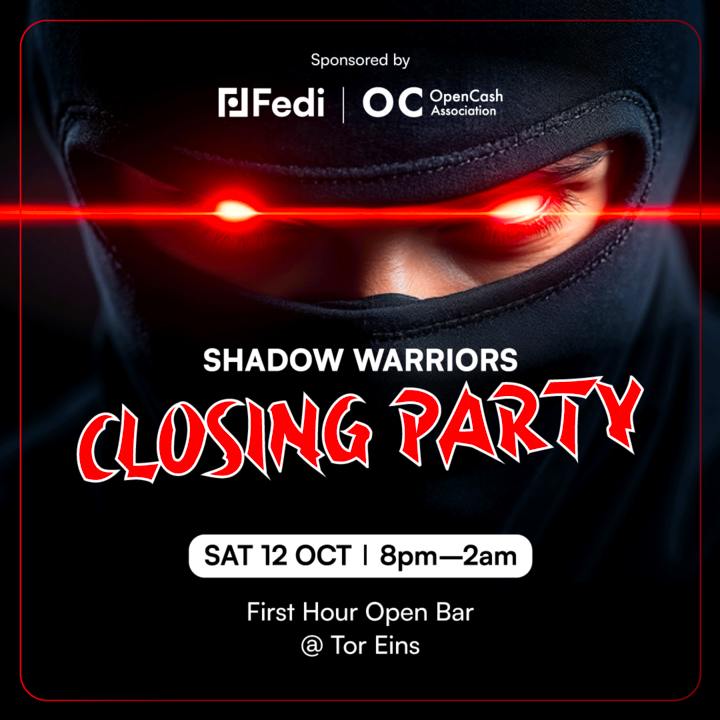 Sponsored by
Fedi | OC OpenCash
Association
SHADOW WARRIORS
CLOSING PARTY
SAT 12 OCT | 8pm—2am
First Hour Open Bar
@ Tor Eins